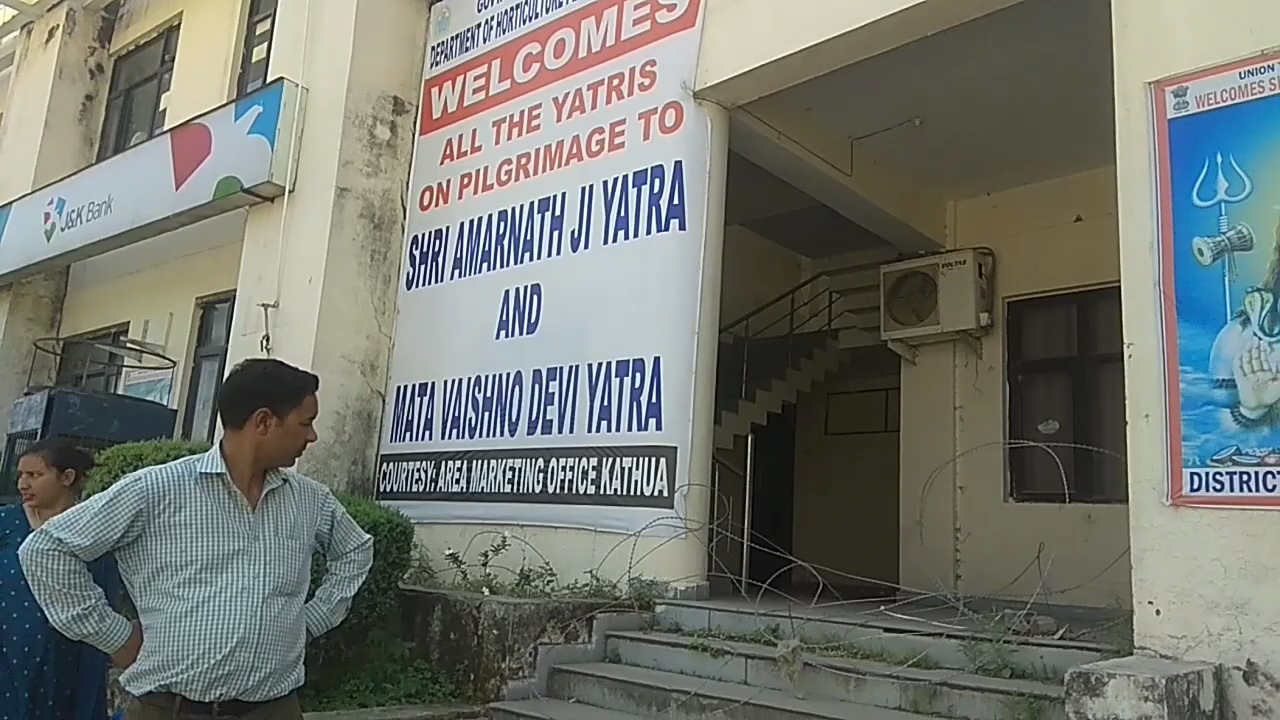 J&K Bank
DEPARTMENT OF HORTICULTURE
WELCOMES
ALL THE YATRIS
ON PILGRIMAGE TO
SHRI AMARNATH JI YATRA
AND
MATA VAISHNO DEVI YATRA
COURTESY: AREA MARKETING OFFICE KATHUA
VOLTAS
UNION
WELCOMES
DISTRIC